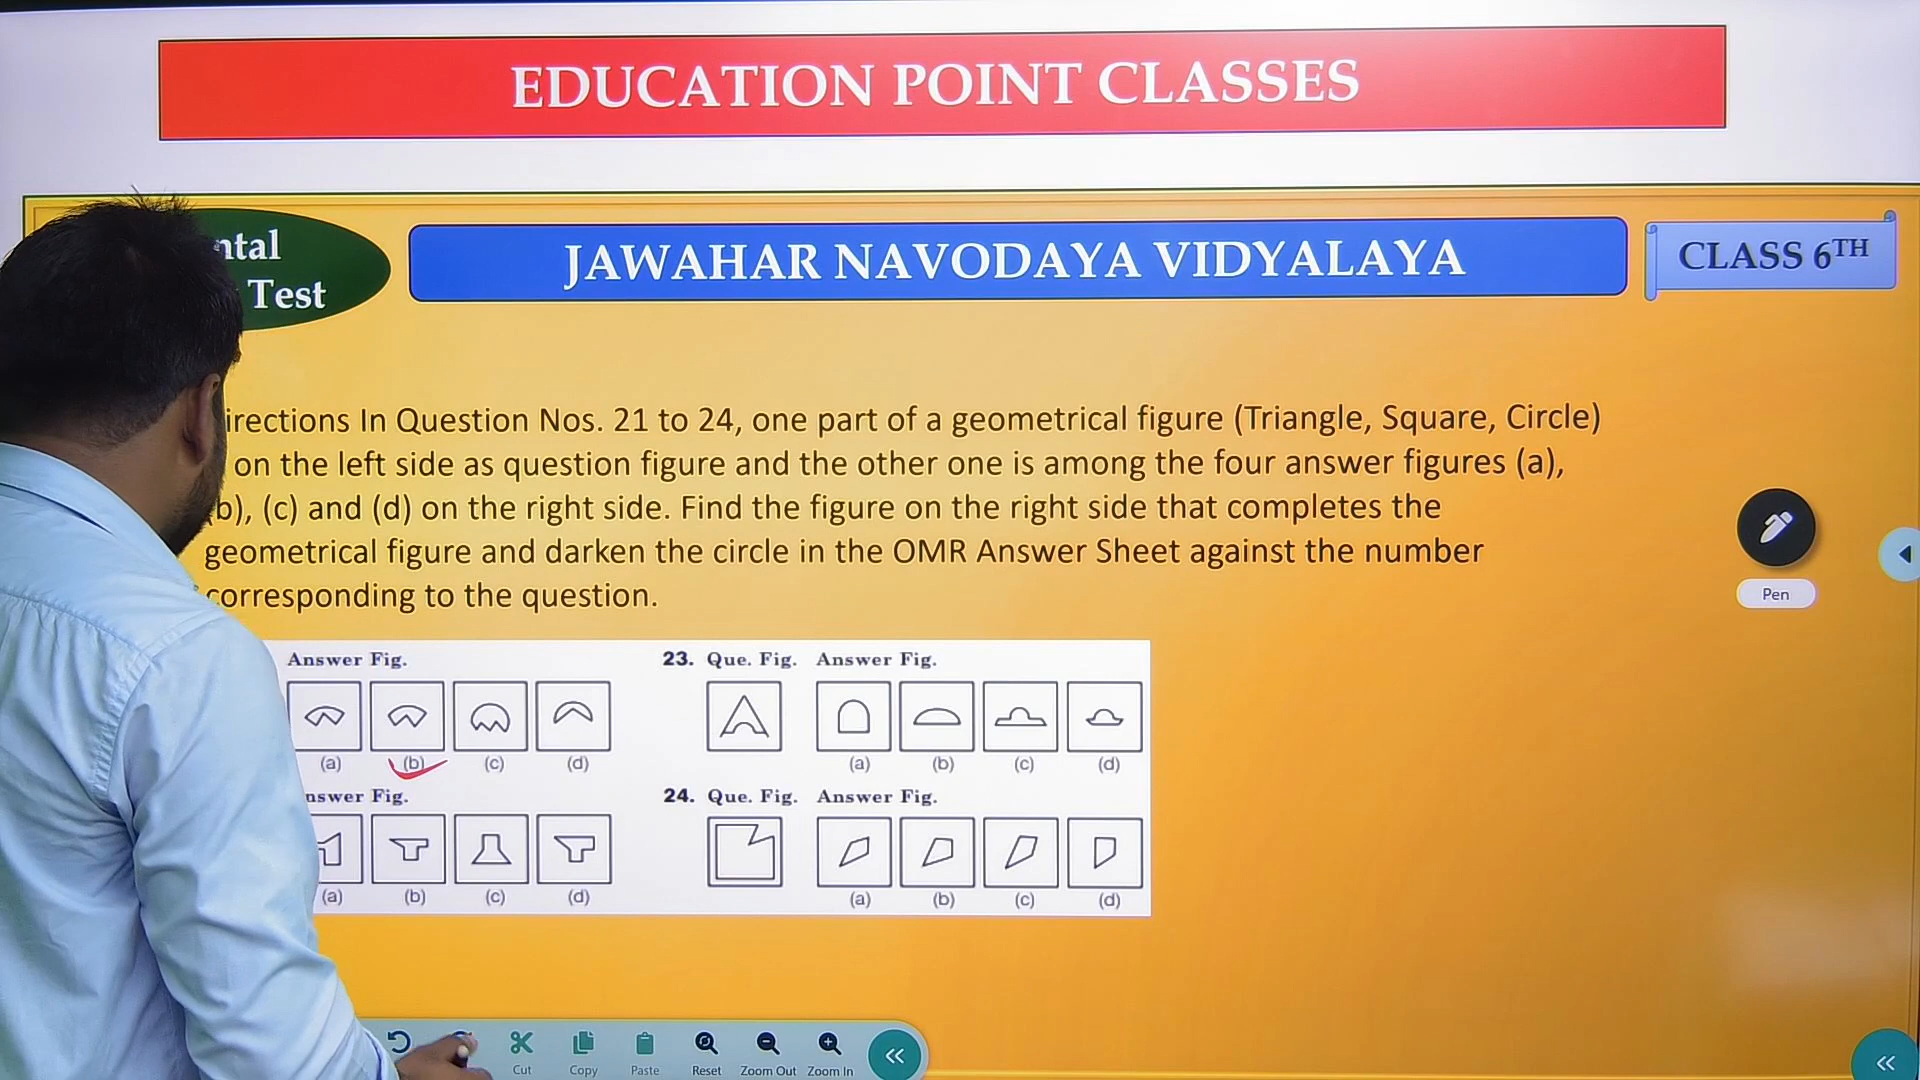 EDUCATION POINT CLASSES
ntal
Test
JAWAHAR NAVODAYA VIDYALAYA
CLASS 6TH
irections In Question Nos. 21 to 24, one part of a geometrical figure (Triangle, Square, Circle)
on the left side as question figure and the other one is among the four answer figures (a),
b), (c) and (d) on the right side. Find the figure on the right side that completes the
geometrical figure and darken the circle in the OMR Answer Sheet against the number
corresponding to the question.
Answer Fig.
(a) (b) (c) (d)
nswer Fig.
(a) (b) (c) (d)
23. Que. Fig. Answer Fig.
(a) (b) (c) (d)
24. Que. Fig. Answer Fig.
(a) (b) (c) (d)
Pen
Cut Copy Paste Reset Zoom Out Zoom In